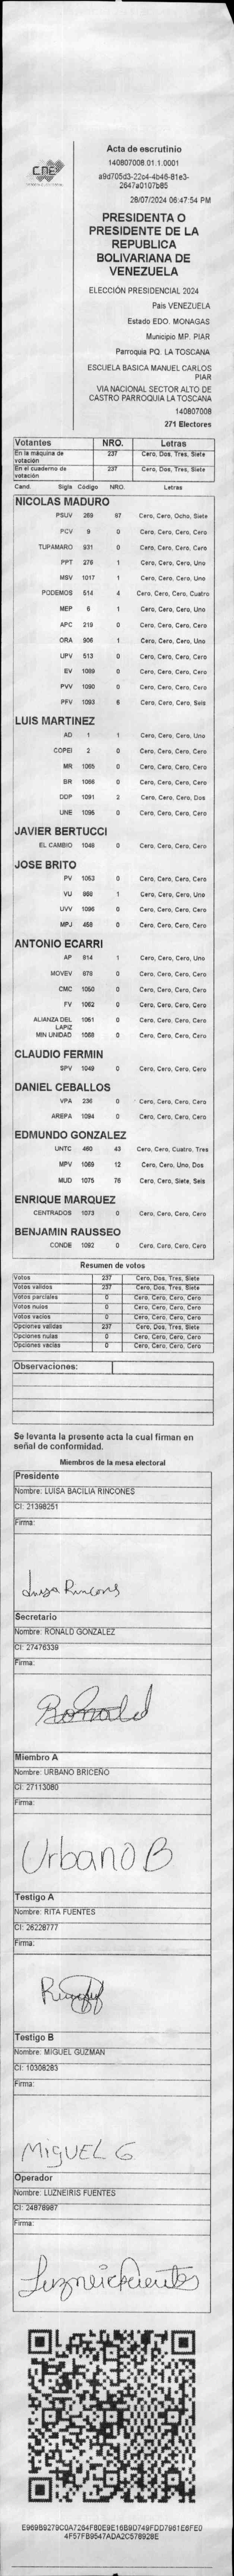 CNE
Acta de escrutinio
140807008.01.1.0001
a9d705d3-22c4-4b46-81e3-
2647a0107b85
28/07/2024 06:47:54 PM
PRESIDENTA O
PRESIDENTE DE LA
REPUBLICA
BOLIVARIANA DE
VENEZUELA
ELECCIÓN PRESIDENCIAL 2024
Pais VENEZUELA
Estado EDO. MONAGAS
Municipio MP. PIAR
Parroquia PQ. LA TOSCANA
ESCUELA BASICA MANUEL CARLOS
PIAR
VIA NACIONAL SECTOR ALTO DE
CASTRO PARROQUIA LA TOSCANA
140807008
271 Electores
Votantes NRO. Letras
En la máquina de votación 237 Cero, Dos, Tres, Siete
En el cuaderno de votación 237 Cero, Dos, Tres, Siete
Cand. Sigla Código NRO. Letras
NICOLAS MADURO
PSUV 269 87 Cero, Cero, Ocho, Siete
PCV 9 0 Cero, Cero, Cero, Cero
TUPAMARO 931 0 Cero, Cero, Cero, Cero
PPT 276 1 Cero, Cero, Cero, Uno
MSV 1017 1 Cero, Cero, Cero, Uno
PODEMOS 514 4 Cero, Cero, Cero, Cuatro
MEP 6 1 Cero, Cero, Cero, Uno
APC 219 0 Cero, Cero, Cero, Cero
ORA 906 1 Cero, Cero, Cero, Uno
UPV 513 0 Cero, Cero, Cero, Cero
EV 1089 0 Cero, Cero, Cero, Cero
PVV 1090 0 Cero, Cero, Cero, Cero
PFV 1093 6 Cero, Cero, Cero, Seis
LUIS MARTINEZ
AD 1 1 Cero, Cero, Cero, Uno
COPEI 2 0 Cero, Cero, Cero, Cero
MR 1065 0 Cero, Cero, Cero, Cero
BR 1066 0 Cero, Cero, Cero, Cero
DDP 1091 2 Cero, Cero, Cero, Dos
UNE 1095 0 Cero, Cero, Cero, Cero
JAVIER BERTUCCI
EL CAMBIO 1046 0 Cero, Cero, Cero, Cero
JOSE BRITO
PV 1053 0 Cero, Cero, Cero, Cero
VU 868 1 Cero, Cero, Cero, Uno
UVV 1096 0 Cero, Cero, Cero, Cero
MPJ 458 0 Cero, Cero, Cero, Cero
ANTONIO ECARRI
AP 914 1 Cero, Cero, Cero, Uno
MOVEV 978 0 Cero, Cero, Cero, Cero
CMC 1050 0 Cero, Cero, Cero, Cero
FV 1062 0 Cero, Cero, Cero, Cero
ALIANZA DEL LAPIZ 1061 0 Cero, Cero, Cero, Cero
MIN UNIDAD 1068 0 Cero, Cero, Cero, Cero
CLAUDIO FERMIN
SPV 1049 0 Cero, Cero, Cero, Cero
DANIEL CEBALLOS
VPA 236 0 Cero, Cero, Cero, Cero
AREPA 1094 0 Cero, Cero, Cero, Cero
EDMUNDO GONZALEZ
UNTC 460 43 Cero, Cero, Cuatro, Tres
MPV 1069 12 Cero, Cero, Uno, Dos
MUD 1075 76 Cero, Cero, Siete, Seis
ENRIQUE MARQUEZ
CENTRADOS 1073 0 Cero, Cero, Cero, Cero
BENJAMIN RAUSSEO
CONDE 1092 0 Cero, Cero, Cero, Cero
Resumen de votos
Votos 237 Cero, Dos, Tres, Siete
Votos validos 237 Cero, Dos, Tres, Siete
Votos parciales 0 Cero, Cero, Cero, Cero
Votos nulos 0 Cero, Cero, Cero, Cero
Votos vacios 0 Cero, Cero, Cero, Cero
Opciones validas 237 Cero, Dos, Tres, Siete
Opciones nulas 0 Cero, Cero, Cero, Cero
Opciones vacias 0 Cero, Cero, Cero, Cero
Observaciones:
Se levanta la presente acta la cual firman en
señal de conformidad.
Miembros de la mesa electoral
Presidente
Nombre: LUISA BACILIA RINCONES
CI: 21398251
Firma:
Luisa Rincones
Secretario
Nombre: RONALD GONZALEZ
CI: 27476339
Firma:
Ronald
Miembro A
Nombre: URBANO BRICEÑO
CI: 27113080
Firma:
Urbano B
Testigo A
Nombre: RITA FUENTES
CI: 26228777
Firma:
Testigo B
Nombre: MIGUEL GUZMAN
CI: 10308283
Firma:
MIGUEL G
Operador
Nombre: LUZNEIRIS FUENTES
CI: 24878987
Firma:
Luzneiris Fuentes
E969B9279C0A7284F80E9E16B9D749FDD7961E6FE0
4F57FB9547ADA2C578928E